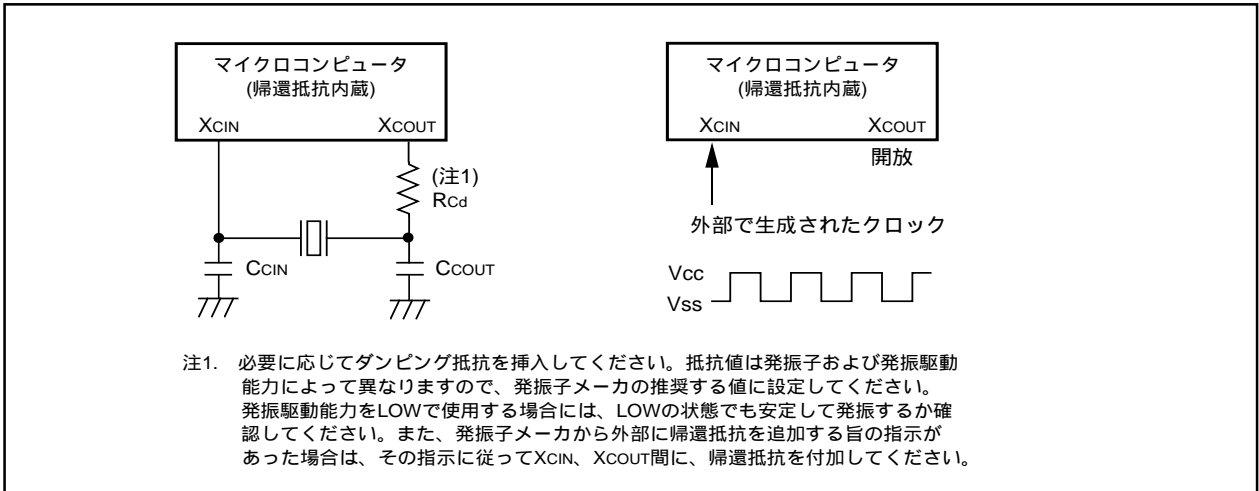 マイクロコンピュータ
(帰還抵抗内蔵)
XCIN
XCOUT
(注1)
RCd
CCIN
CCOUT
マイクロコンピュータ
(帰還抵抗内蔵)
XCIN
XCOUT
開放
外部で生成されたクロック
Vcc
Vss
注1. 必要に応じてダンピング抵抗を挿入してください。抵抗値は発振子および発振駆動
能力によって異なりますので、発振子メーカの推奨する値に設定してください。
発振駆動能力をLOWで使用する場合には、LOWの状態でも安定して発振するか確
認してください。また、発振子メーカから外部に帰還抵抗を追加する旨の指示が
あった場合は、その指示に従ってXCIN、XCOUT間に、帰還抵抗を付加してください。